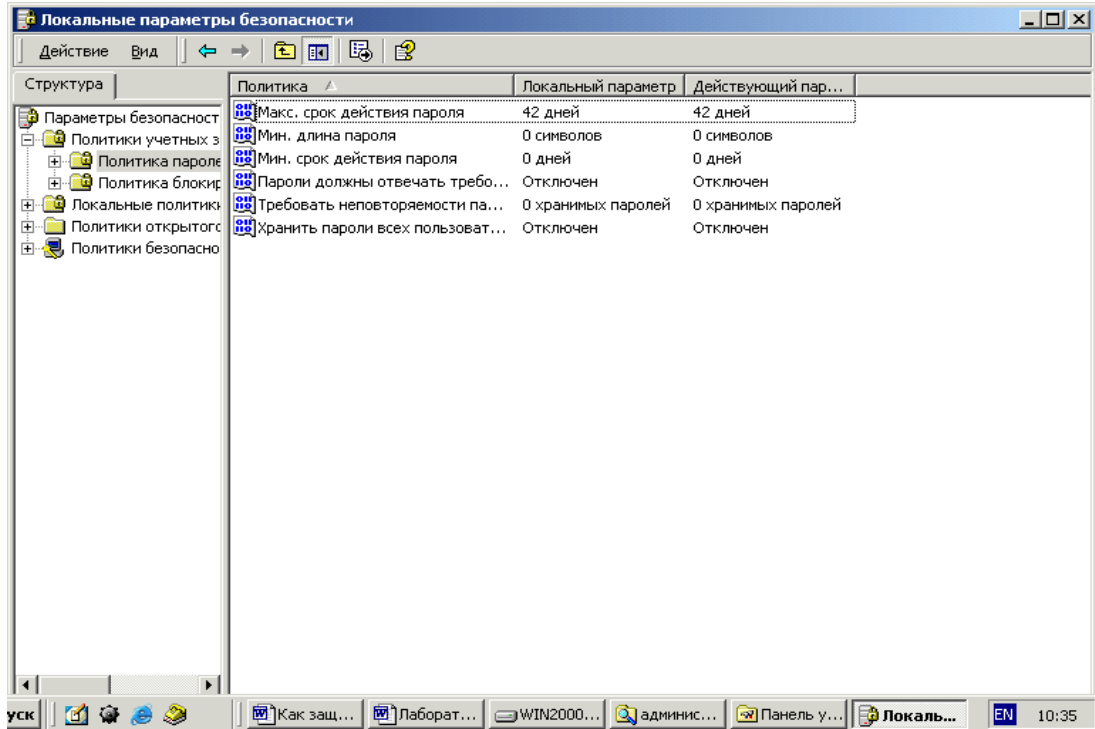 Локальные параметры безопасности
Действие Вид
Структура
Политика Локальный параметр Действующий пар...
Параметры безопасност
Политики учетных з
Политика пароле
Политика блокир
Локальные политики
Политики открытого
Политики безопасно
Макс. срок действия пароля 42 дней 42 дней
Мин. длина пароля 0 символов 0 символов
Мин. срок действия пароля 0 дней 0 дней
Пароли должны отвечать требо... Отключен Отключен
Требовать неповторяемости па... 0 хранимых паролей 0 хранимых паролей
Хранить пароли всех пользоват... Отключен Отключен
уск Как защ... Лаборат... WIN2000... админис... Панель у... Локаль... EN 10:35